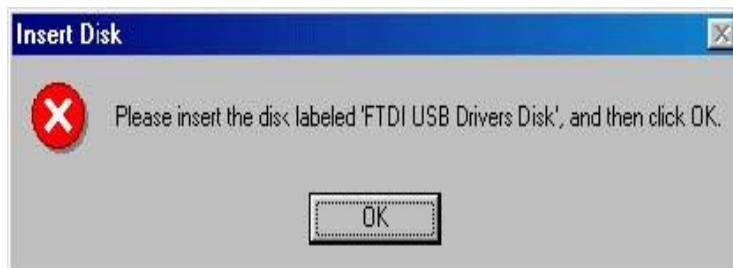 Insert Disk
Please insert the disk labeled 'FTDI USB Drivers Disk', and then click OK.
OK